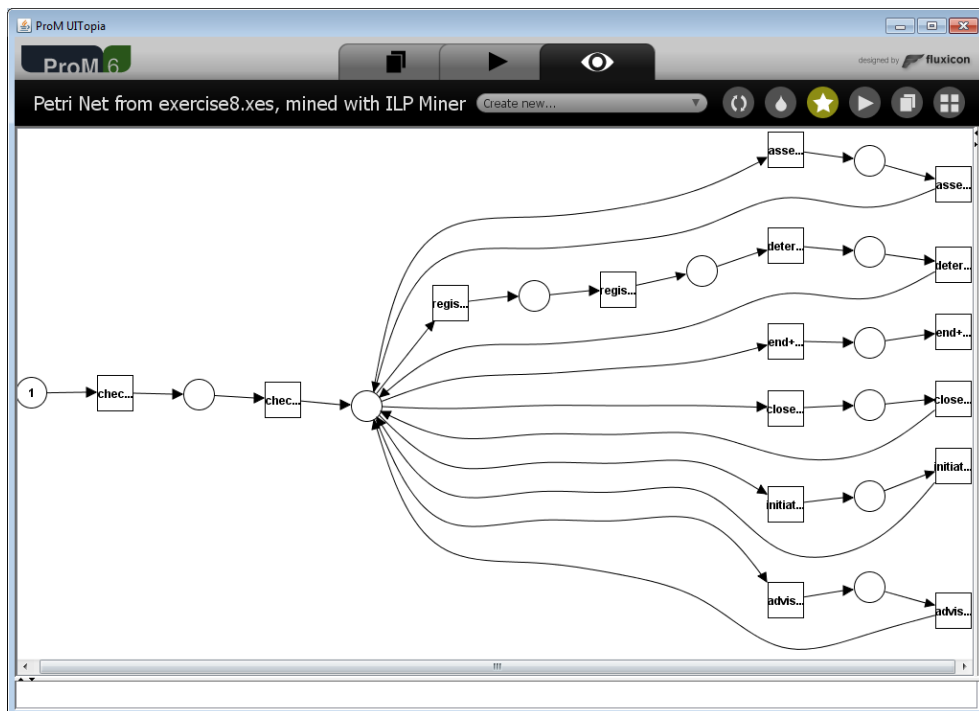 ProM UITopia
ProM 6
designed by fluxicon
Petri Net from exercise8.xes, mined with ILP Miner
Create new...
asse...
asse...
deter...
deter...
regis...
regis...
end+...
end+...
1
chec...
chec...
close...
close...
initiat...
initiat...
advis...
advis...